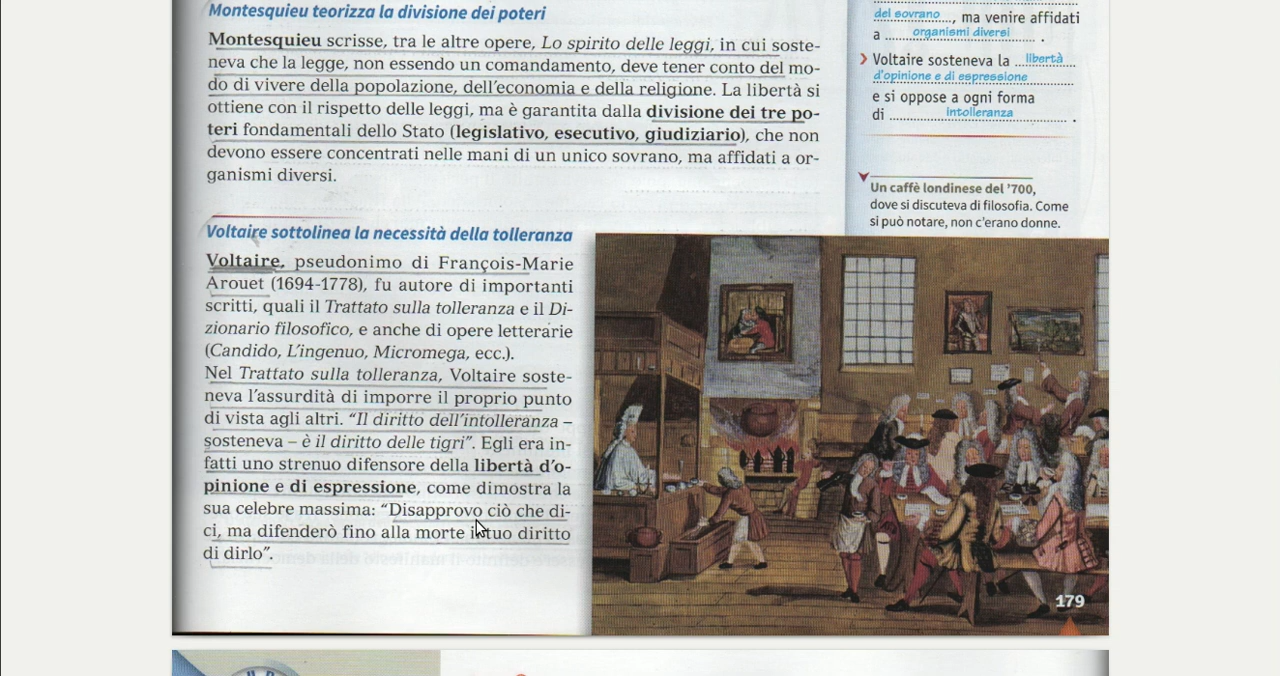 Montesquieu teorizza la divisione dei poteri
Montesquieu scrisse, tra le altre opere, Lo spirito delle leggi, in cui soste-
neva che la legge, non essendo un comandamento, deve tener conto del mo-
do di vivere della popolazione, dell'economia e della religione. La libertà si
ottiene con il rispetto delle leggi, ma è garantita dalla divisione dei tre po-
teri fondamentali dello Stato (legislativo, esecutivo, giudiziario), che non
devono essere concentrati nelle mani di un unico sovrano, ma affidati a or-
ganismi diversi.
Voltaire sottolinea la necessità della tolleranza
Voltaire, pseudonimo di François-Marie
Arouet (1694-1778), fu autore di importanti
scritti, quali il Trattato sulla tolleranza e il Di-
zionario filosofico, e anche di opere letterarie
(Candido, L'ingenuo, Micromega, ecc.).
Nel Trattato sulla tolleranza, Voltaire soste-
neva l'assurdità di imporre il proprio punto
di vista agli altri. “Il diritto dell'intolleranza –
sosteneva – è il diritto delle tigri”. Egli era in-
fatti uno strenuo difensore della libertà d'o-
pinione e di espressione, come dimostra la
sua celebre massima: “Disapprovo ciò che di-
ci, ma difenderò fino alla morte il tuo diritto
di dirlo”.
del sovrano, ma venire affidati
a organismi diversi.
Voltaire sosteneva la libertà
d'opinione e di espressione
e si oppose a ogni forma
di intolleranza.
Un caffè londinese del '700,
dove si discuteva di filosofia. Come
si può notare, non c'erano donne.
179